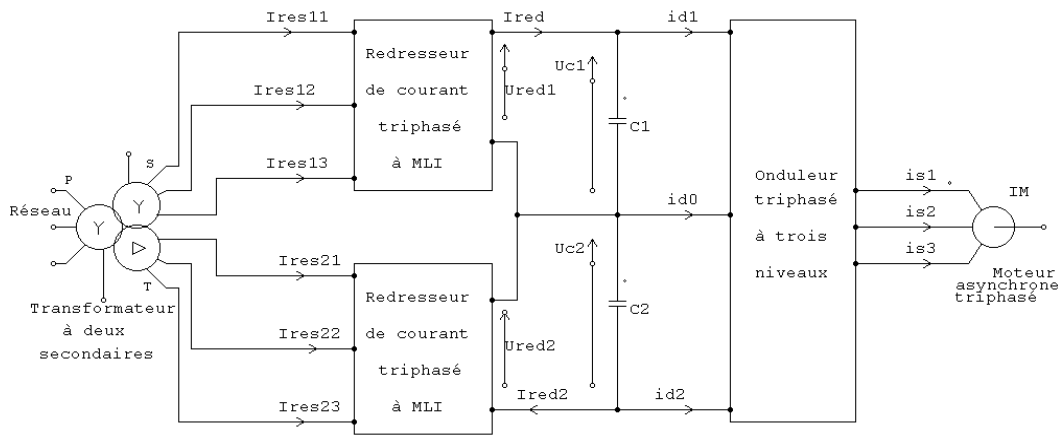 Ires11
Ires12
Ires13
Ires21
Ires22
Ires23
P
S
Y
Y
T
Réseau
Transformateur
à deux
secondaires
Redresseur
de courant
triphasé
à MLI
Redresseur
de courant
triphasé
à MLI
Ired
Ured1
Uc1
C1
id1
id0
Uc2
C2
Ured2
Ired2
id2
Onduleur
triphasé
à trois
niveaux
is1
is2
is3
IM
Moteur
asynchrone
triphasé